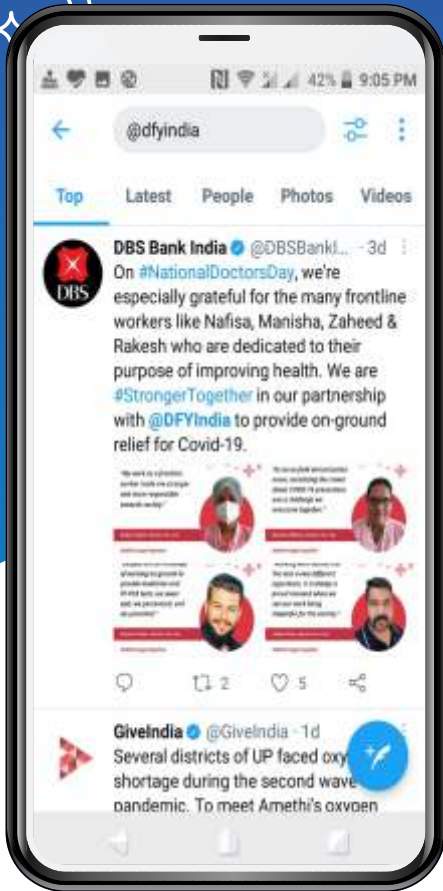 42% 9:05 PM
@dfyindia
Top Latest People Photos Videos
DBS Bank India @DBSBankI... · 3d
DBS
On #NationalDoctorsDay, we're
especially grateful for the many frontline
workers like Nafisa, Manisha, Zaheed &
Rakesh who are dedicated to their
purpose of improving health. We are
#StrongerTogether in our partnership
with @DFYIndia to provide on-ground
relief for Covid-19.
2 5
GiveIndia @GiveIndia · 1d
Several districts of UP faced oxy
shortage during the second wave
pandemic. To meet Amethi's oxygen